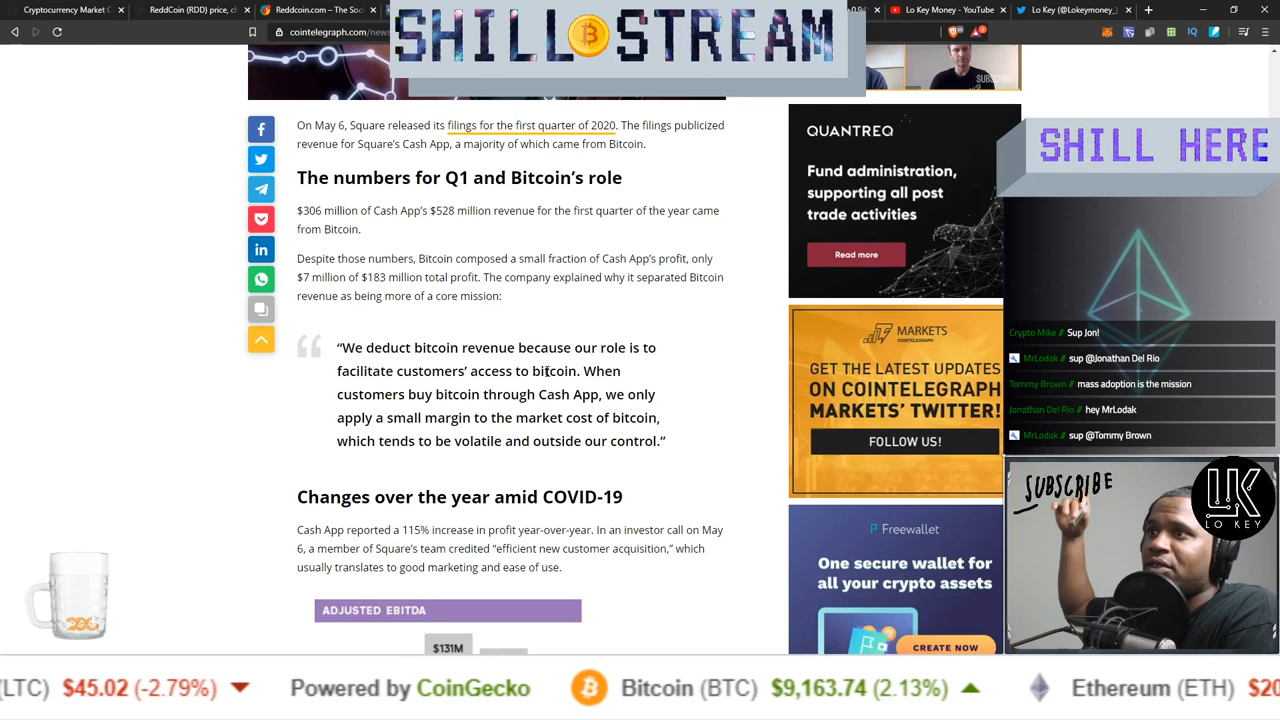 Cryptocurrency Market C
ReddCoin (RDD) price, c
Reddcoin.com – The Soci
0.9%
Lo Key Money - YouTube
Lo Key (@Lokeymoney_
cointelegraph.com/news
SHILL STREAM
SUBSCRIBE
On May 6, Square released its filings for the first quarter of 2020. The filings publicized
revenue for Square's Cash App, a majority of which came from Bitcoin.
The numbers for Q1 and Bitcoin's role
$306 million of Cash App's $528 million revenue for the first quarter of the year came
from Bitcoin.
Despite those numbers, Bitcoin composed a small fraction of Cash App's profit, only
$7 million of $183 million total profit. The company explained why it separated Bitcoin
revenue as being more of a core mission:
“We deduct bitcoin revenue because our role is to
facilitate customers’ access to bitcoin. When
customers buy bitcoin through Cash App, we only
apply a small margin to the market cost of bitcoin,
which tends to be volatile and outside our control.”
Changes over the year amid COVID-19
Cash App reported a 115% increase in profit year-over-year. In an investor call on May
6, a member of Square's team credited “efficient new customer acquisition,” which
usually translates to good marketing and ease of use.
ADJUSTED EBITDA
$131M
QUANTREQ
Fund administration,
supporting all post
trade activities
Read more
MARKETS
COINTELEGRAPH
GET THE LATEST UPDATES
ON COINTELEGRAPH
MARKETS' TWITTER!
FOLLOW US!
Freewallet
One secure wallet for
all your crypto assets
CREATE NOW
SHILL HERE
Crypto Mike // Sup Jon!
MrLodak // sup @Jonathan Del Rio
Tommy Brown // mass adoption is the mission
Jonathan Del Rio // hey MrLodak
MrLodak // sup @Tommy Brown
SUBSCRIBE
LK
LO KEY
(LTC) $45.02 (-2.79%)
Powered by CoinGecko
Bitcoin (BTC) $9,163.74 (2.13%)
Ethereum (ETH) $20